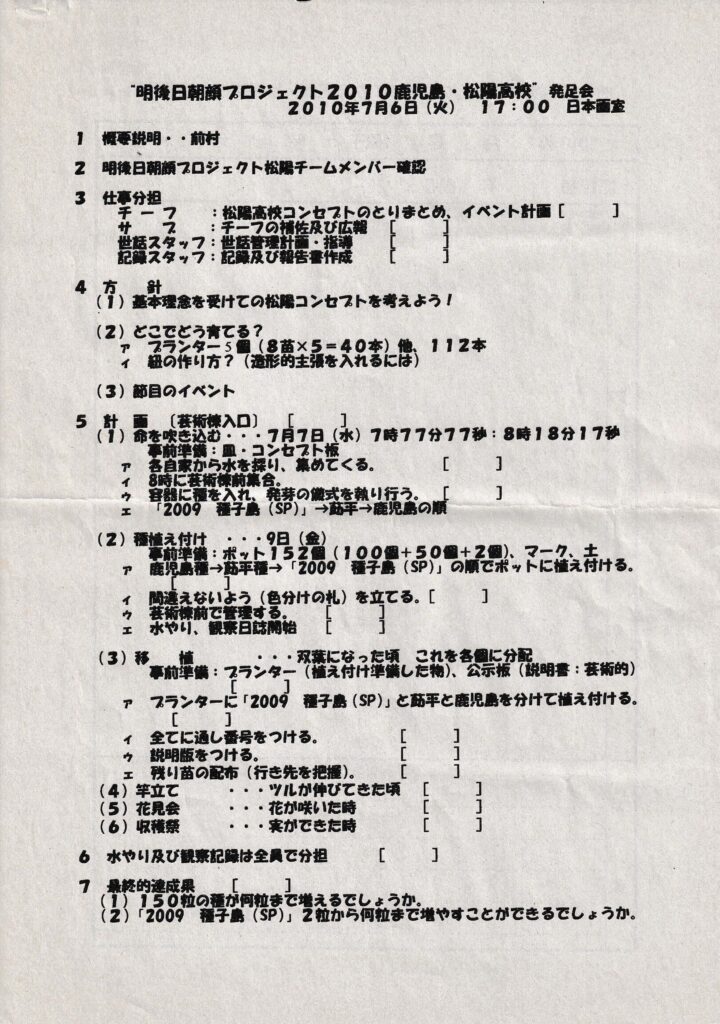 "明後日朝顔プロジェクト2010鹿児島・松陽高校" 発足会
2010年7月6日(火) 17:00 日本画室
1 概要説明・・前村
2 明後日朝顔プロジェクト松陽チームメンバー確認
3 仕事分担
チーフ :松陽高校コンセプトのとりまとめ、イベント計画[ ]
サブ :チーフの補佐及び広報 [ ]
世話スタッフ:世話管理計画・指導 [ ]
記録スタッフ:記録及び報告書作成 [ ]
4 方 針
(1)基本理念を受けての松陽コンセプトを考えよう!
(2)どこでどう育てる?
ァ プランター5個(8苗×5=40本)他、112本
ィ 紐の作り方?(造形的主張を入れるには)
(3)節目のイベント
5 計 画 〔芸術棟入口〕 [ ]
(1)命を吹き込む・・・7月7日(水)7時77分77秒:8時18分17秒
事前準備:皿・コンセプト板
ァ 各自家から水を採り、集めてくる。 [ ]
ィ 8時に芸術棟前集合。
ゥ 容器に種を入れ、発芽の儀式を執り行う。 [ ]
ェ 「2009 種子島(SP)」→莇平→鹿児島の順
(2)種植え付け ・・・9日(金)
事前準備:ポット152個(100個+50個+2個)、マーク、土
ァ 鹿児島種→莇平種→「2009 種子島(SP)」の順でポットに植え付ける。
[ ]
ィ 間違えないよう(色分けの札)を立てる。[ ]
ゥ 芸術棟前で管理する。 [ ]
ェ 水やり、観察日誌開始 [ ]
(3)移 植 ・・・双葉になった頃 これを各個に分配
事前準備:プランター(植え付け準備した物)、公示板(説明書:芸術的)
[ ]
ァ プランターに「2009 種子島(SP)」と莇平と鹿児島を分けて植え付ける。
[ ]
ィ 全てに通し番号をつける。 [ ]
ゥ 説明版をつける。 [ ]
ェ 残り苗の配布(行き先を把握)。 [ ]
(4)竿立て ・・・ツルが伸びてきた頃 [ ]
(5)花見会 ・・・花が咲いた時 [ ]
(6)収穫祭 ・・・実ができた時 [ ]
6 水やり及び観察記録は全員で分担 [ ]
7 最終的達成果 [ ]
(1)150粒の種が何粒まで増えるでしょうか。
(2)「2009 種子島(SP)」2粒から何粒まで増やすことができるでしょうか。